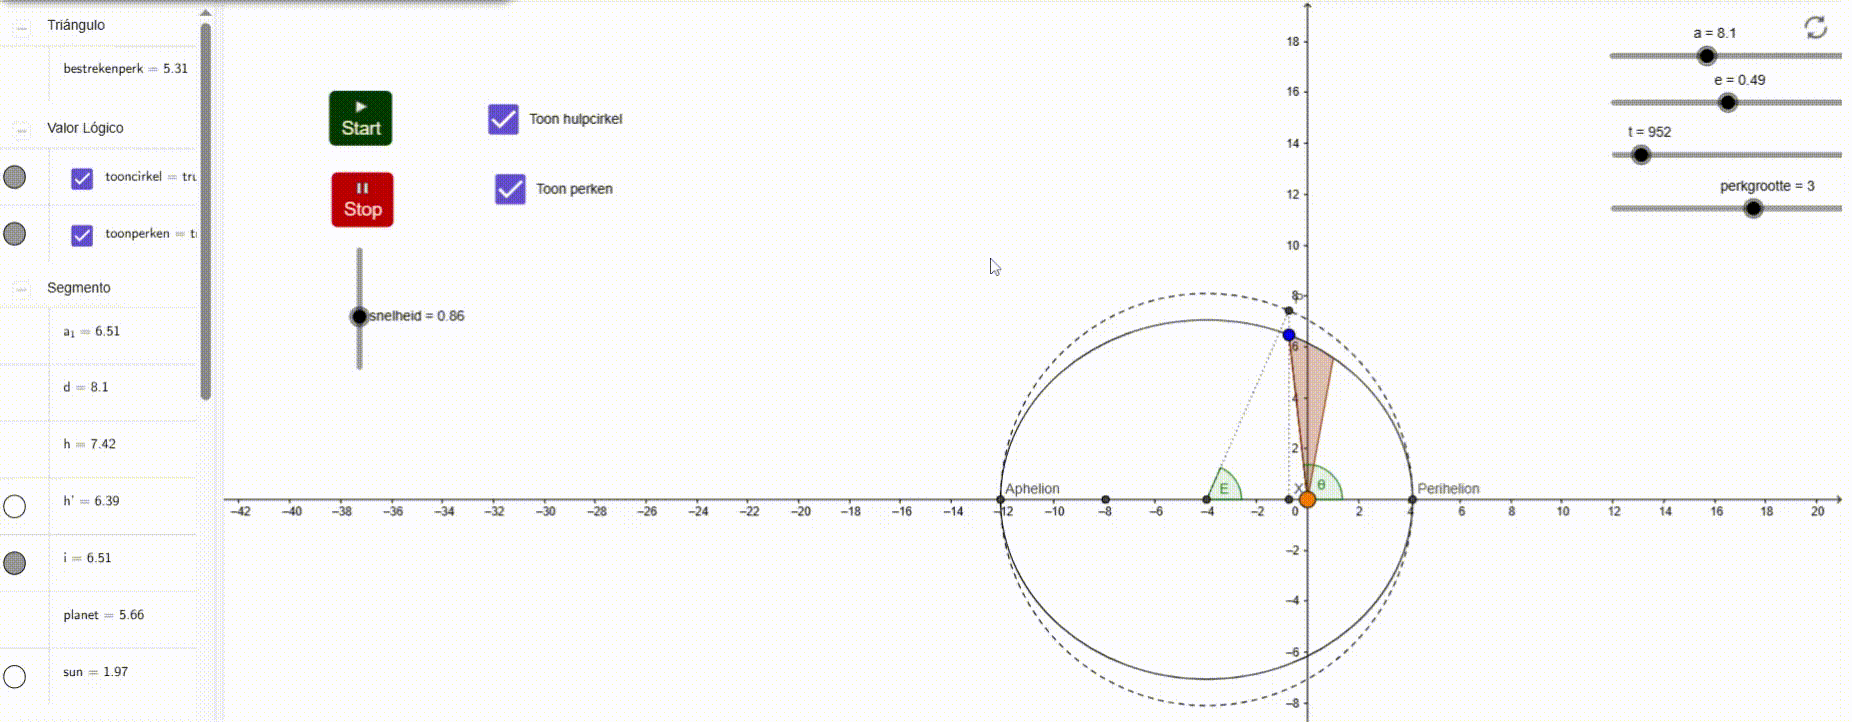 Triángulo
bestrekenperk = 5.31
Valor Lógico
tooncirkel = tru
toonperken = t
Segmento
a₁ = 6.51
d = 8.1
h = 7.42
h' = 6.39
i = 6.51
planet = 5.66
sun = 1.97
Start
Stop
snelheid = 0.86
Toon hulpcirkel
Toon perken
a = 8.1
e = 0.49
t = 952
perkgrootte = 3
18
16
14
12
10
8
6
4
2
Aphelion
E
X
θ
Perihelion
–42 –40 –38 –36 –34 –32 –30 –28 –26 –24 –22 –20 –18 –16 –14 –12 –10 –8 –6 –4 –2 0 2 4 6 8 10 12 14 16 18 20
–2
–4
–6
–8